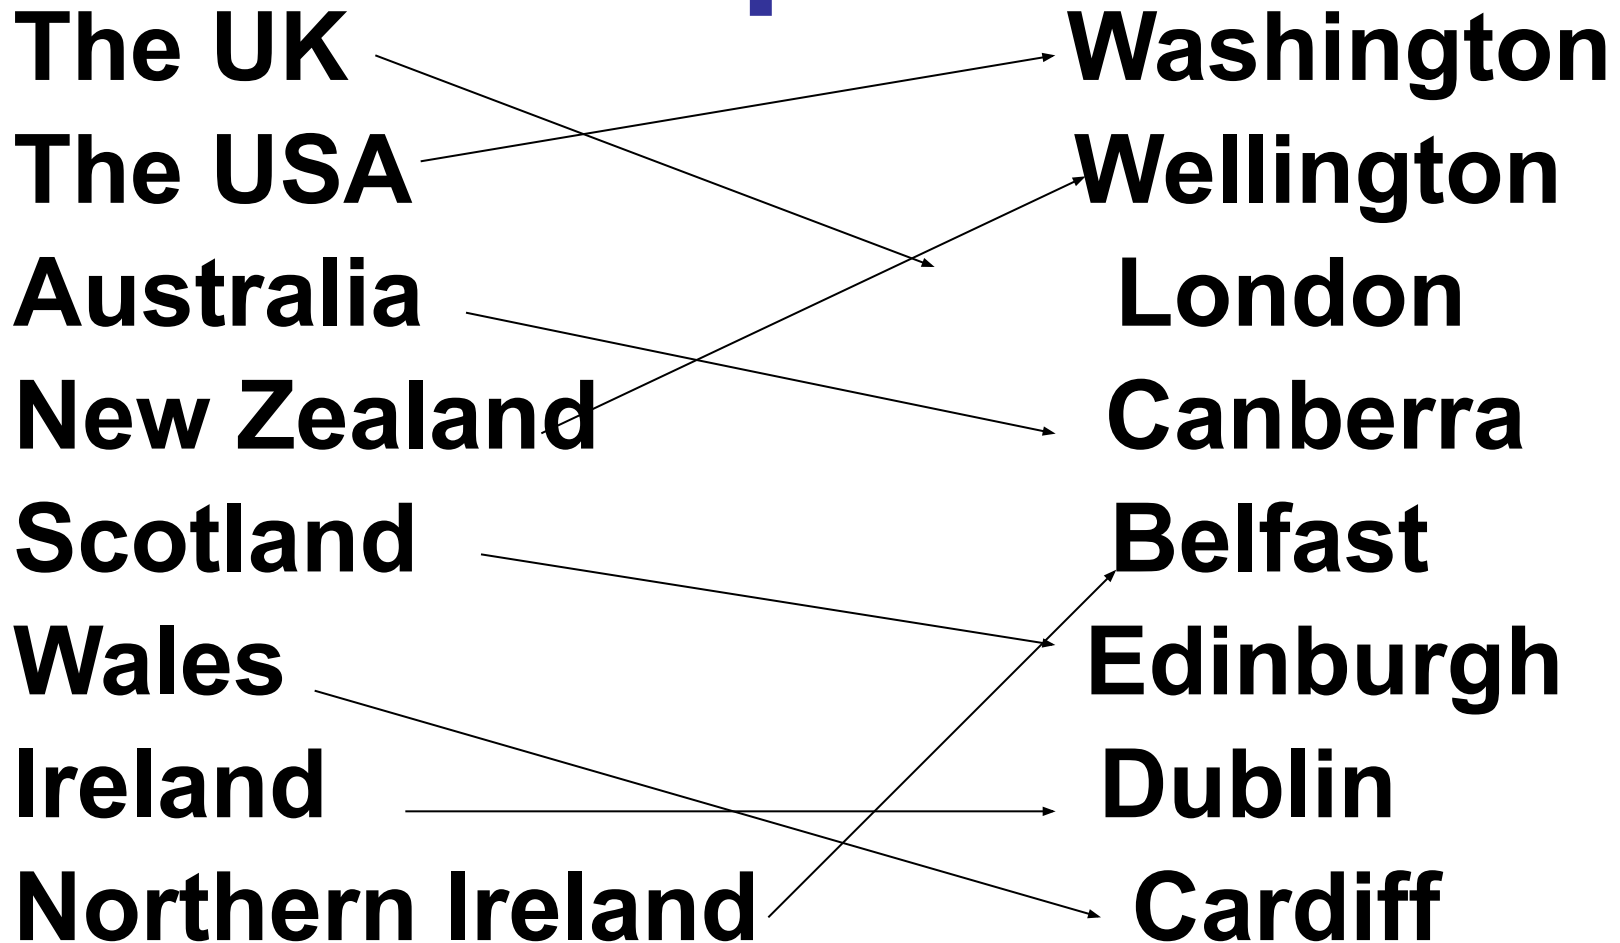 The UK Washington
The USA Wellington
Australia London
New Zealand Canberra
Scotland Belfast
Wales Edinburgh
Ireland Dublin
Northern Ireland Cardiff